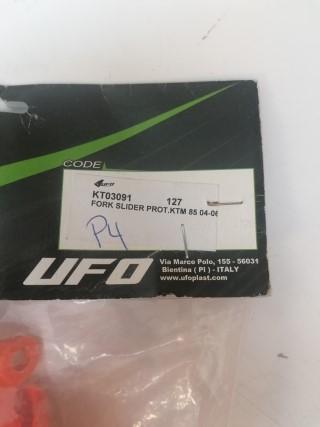 CODE
UFO
KT03091 127
FORK SLIDER PROT.KTM 85 04-06
P4
UFO
Via Marco Polo, 155 - 56031
Bientina ( PI ) - ITALY
www.ufoplast.com